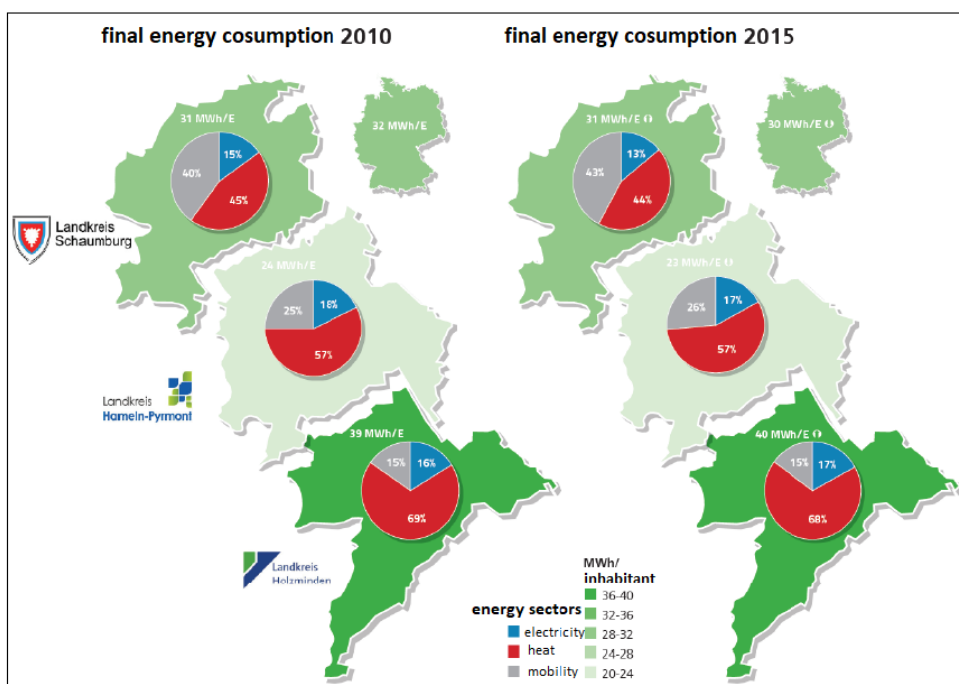 final energy cosumption 2010
final energy cosumption 2015
31 MWh/E
32 MWh/E
15%
40%
45%
31 MWh/E
30 MWh/E
13%
43%
44%
Landkreis
Schaumburg
24 MWh/E
18%
25%
57%
MWh/E
17%
26%
57%
Landkreis
Hameln-Pyrmont
39 MWh/E
15%
16%
69%
40 MWh/E
15%
17%
68%
Landkreis
Holzminden
MWh/
inhabitant
36-40
32-36
28-32
24-28
20-24
energy sectors
electricity
heat
mobility